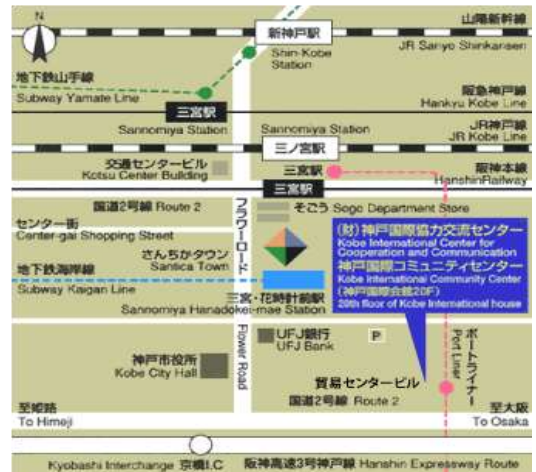 N
山陽新幹線
新神戸駅
JR Sanyo Shinkansen
Shin-Kobe
Station
地下鉄山手線
Subway Yamate Line
阪急神戸線
Hankyu Kobe Line
三宮駅
Sannomiya Station
Sannomiya Station
JR神戸線
JR Kobe Line
三ノ宮駅
交通センタービル
Kotsu Center Building
三宮駅
阪神本線
Hanshin Railway
三宮駅
国道2号線 Route 2
フラワーロード
そごう Sogo Department Store
センター街
Center-gai Shopping Street
(財)神戸国際協力交流センター
Kobe International Center for
Cooperation and Communication
神戸国際コミュニティセンター
Kobe International Community Center
(神戸国際会館20F)
20th floor of Kobe International house
さんちかタウン
Santica Town
地下鉄海岸線
Subway Kaigan Line
三宮・花時計前駅
Sannomiya Hanadokei-mae Station
UFJ銀行
UFJ Bank
P
ポートライナー
Port Liner
神戸市役所
Kobe City Hall
Flower Road
貿易センタービル
国道2号線 Route 2
至姫路
To Himeji
至大阪
To Osaka
Kyobashi Interchange 京橋I.C
阪神高速3号神戸線 Hanshin Expressway Route